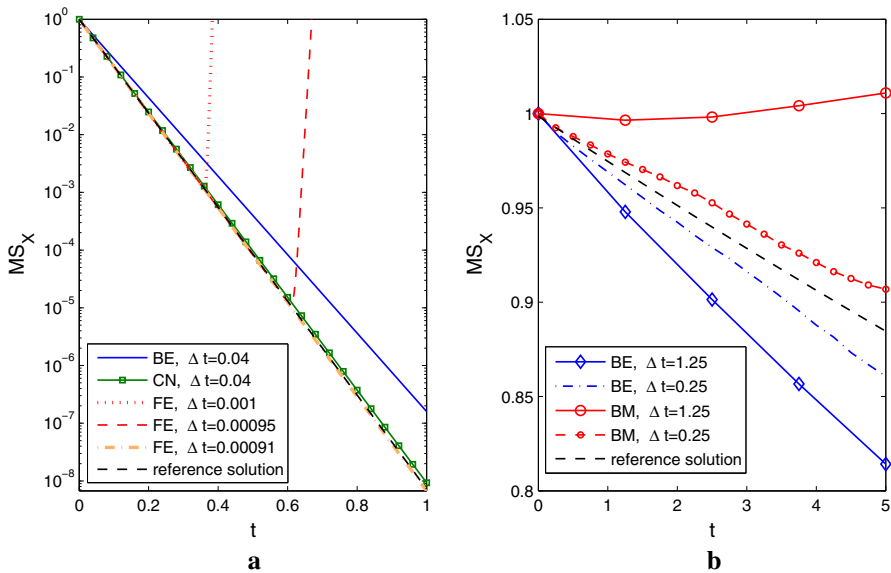 10^0
10^-1
10^-2
10^-3
10^-4
10^-5
10^-6
10^-7
10^-8
MS_X
BE, Δ t=0.04
CN, Δ t=0.04
FE, Δ t=0.001
FE, Δ t=0.00095
FE, Δ t=0.00091
reference solution
0 0.2 0.4 0.6 0.8 1
t
a
1.05
1
0.95
0.9
0.85
0.8
MS_X
BE, Δ t=1.25
BE, Δ t=0.25
BM, Δ t=1.25
BM, Δ t=0.25
reference solution
0 1 2 3 4 5
t
b